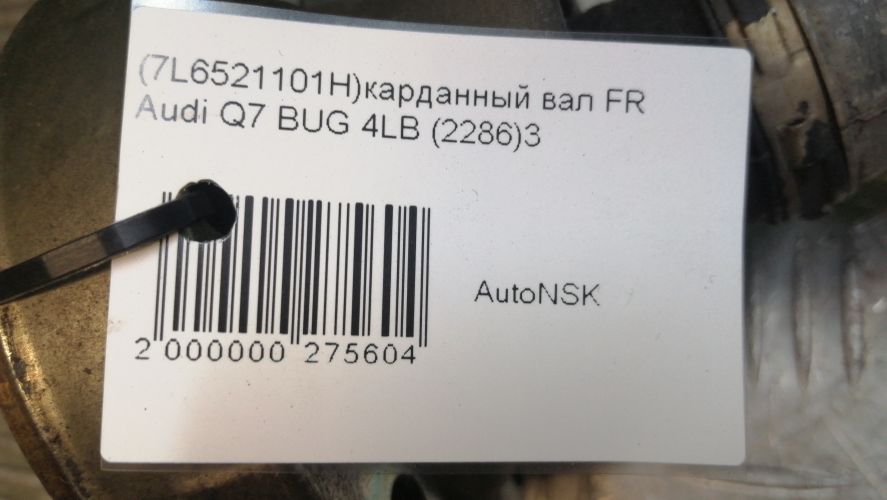 (7L6521101H)карданный вал FR
Audi Q7 BUG 4LB (2286)3
AutoNSK
2 000000 275604